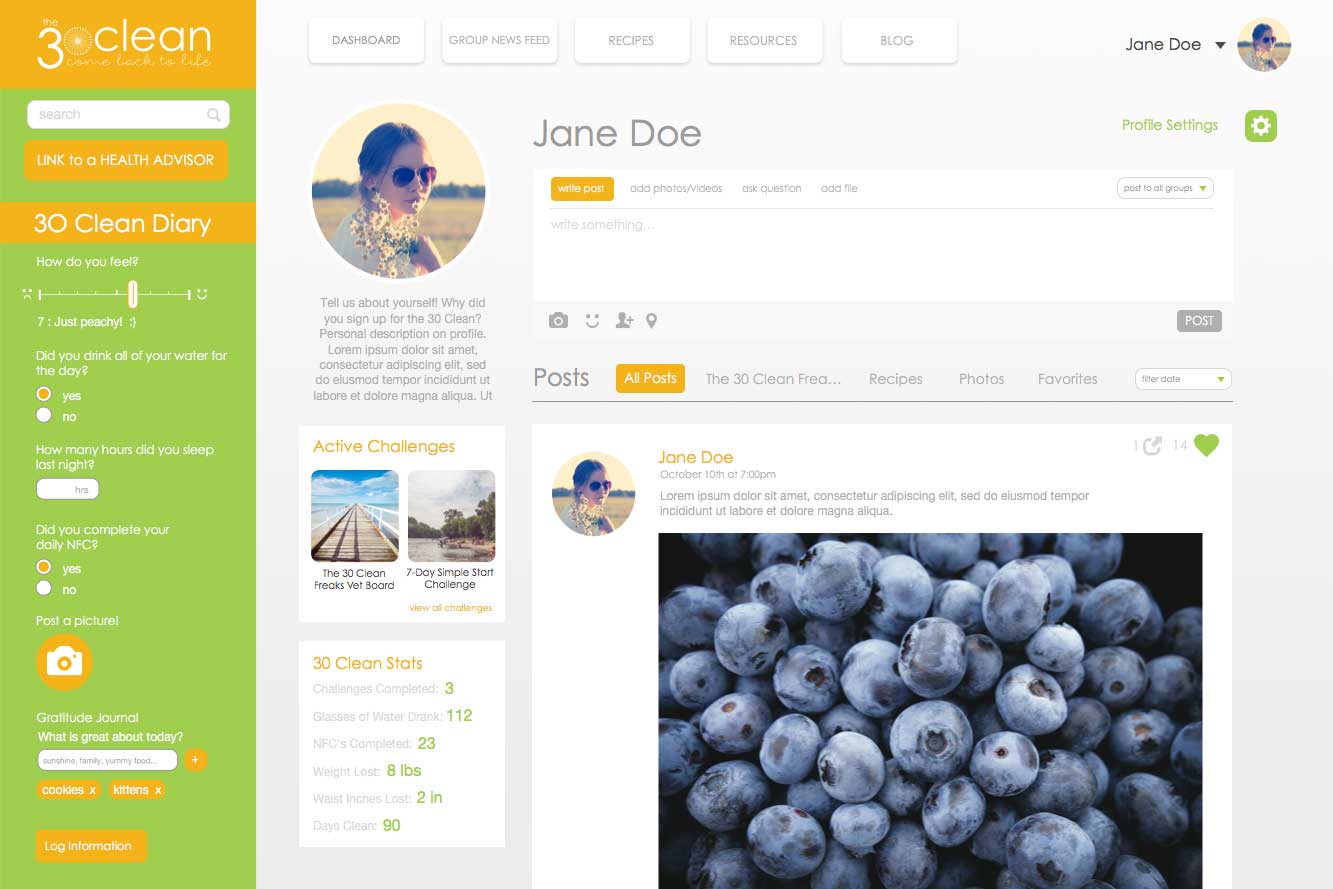 the
30clean
come back to life
DASHBOARD
GROUP NEWS FEED
RECIPES
RESOURCES
BLOG
Jane Doe
search
LINK to a HEALTH ADVISOR
30 Clean Diary
How do you feel?
7 : Just peachy! :)
Did you drink all of your water for
the day?
yes
no
How many hours did you sleep
last night?
hrs
Did you complete your
daily NFC?
yes
no
Post a picture!
Gratitude Journal
What is great about today?
sunshine, family, yummy food...
+
cookies x
kittens x
Log Information
Tell us about yourself! Why did
you sign up for the 30 Clean?
Personal description on profile.
Lorem ipsum dolor sit amet,
consectetur adipiscing elit, sed
do eiusmod tempor incididunt ut
labore et dolore magna aliqua. Ut
Active Challenges
The 30 Clean
Freaks Vet Board
7-Day Simple Start
Challenge
view all challenges
30 Clean Stats
Challenges Completed: 3
Glasses of Water Drank: 112
NFC's Completed: 23
Weight Lost: 8 lbs
Waist Inches Lost: 2 in
Days Clean: 90
Jane Doe
Profile Settings
write post
add photos/videos
ask question
add file
post to all groups
write something...
POST
Posts
All Posts
The 30 Clean Frea...
Recipes
Photos
Favorites
filter date
Jane Doe
1
14
October 10th at 7:00pm
Lorem ipsum dolor sit amet, consectetur adipiscing elit, sed do eiusmod tempor
incididunt ut labore et dolore magna aliqua.